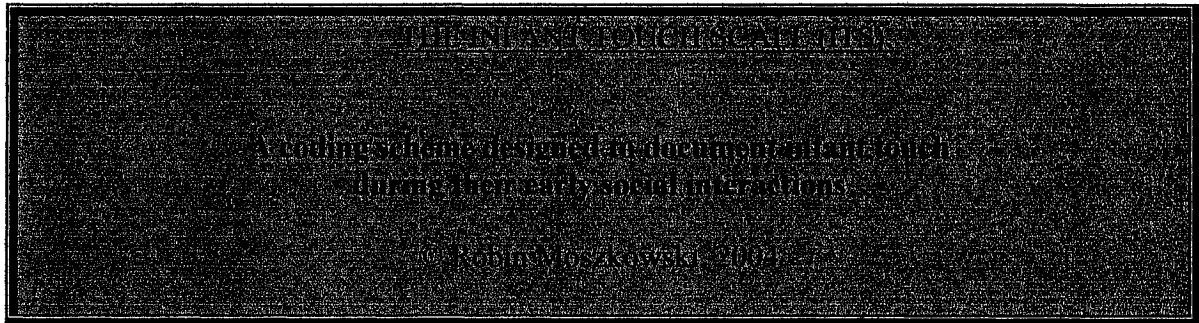 THE INFANT TOUCH SCALE (ITS)
A coding scheme designed to document infant touch
during their early social interactions
© Robin Moszkowski, 2004